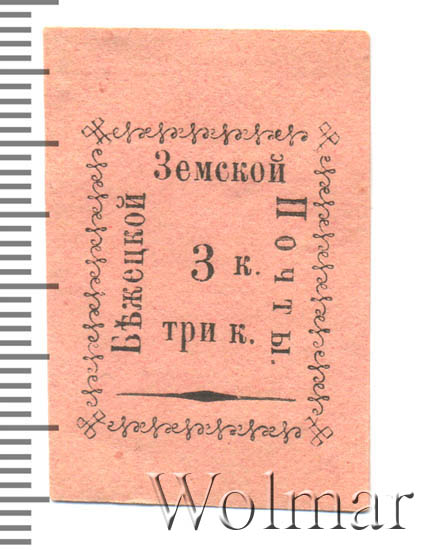 Бѣжецкой
Земской
Почты.
3 к.
три к.
Wolmar